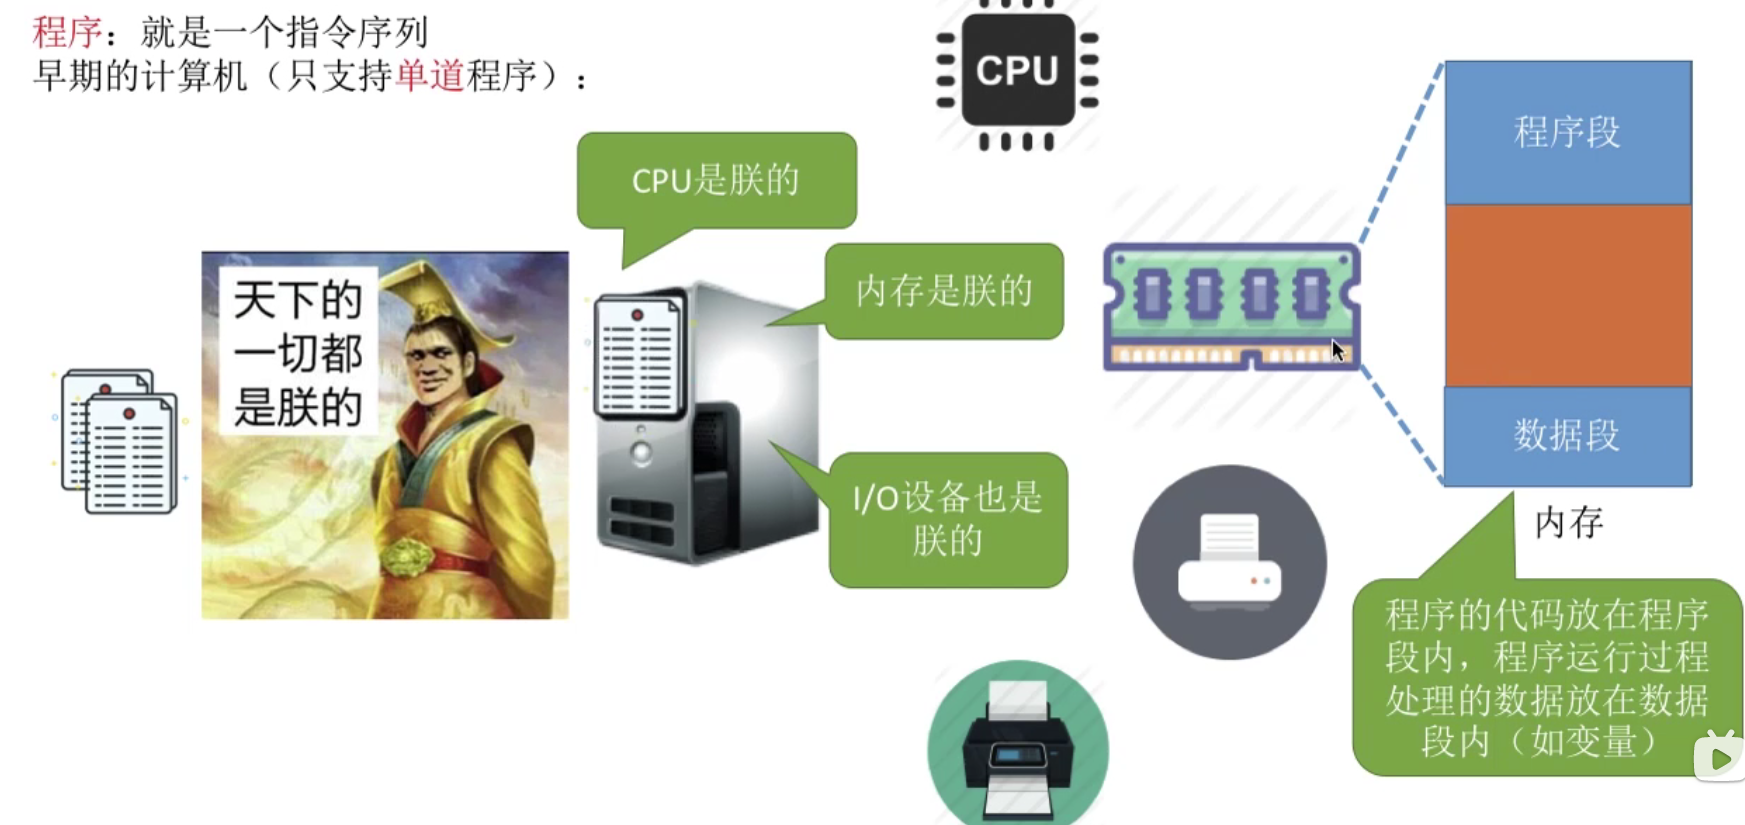 程序：就是一个指令序列
早期的计算机（只支持单道程序）：
CPU
程序段
CPU是朕的
天下的
一切都
是朕的
内存是朕的
数据段
I/O设备也是
朕的
内存
程序的代码放在程序
段内，程序运行过程
处理的数据放在数据
段内（如变量）